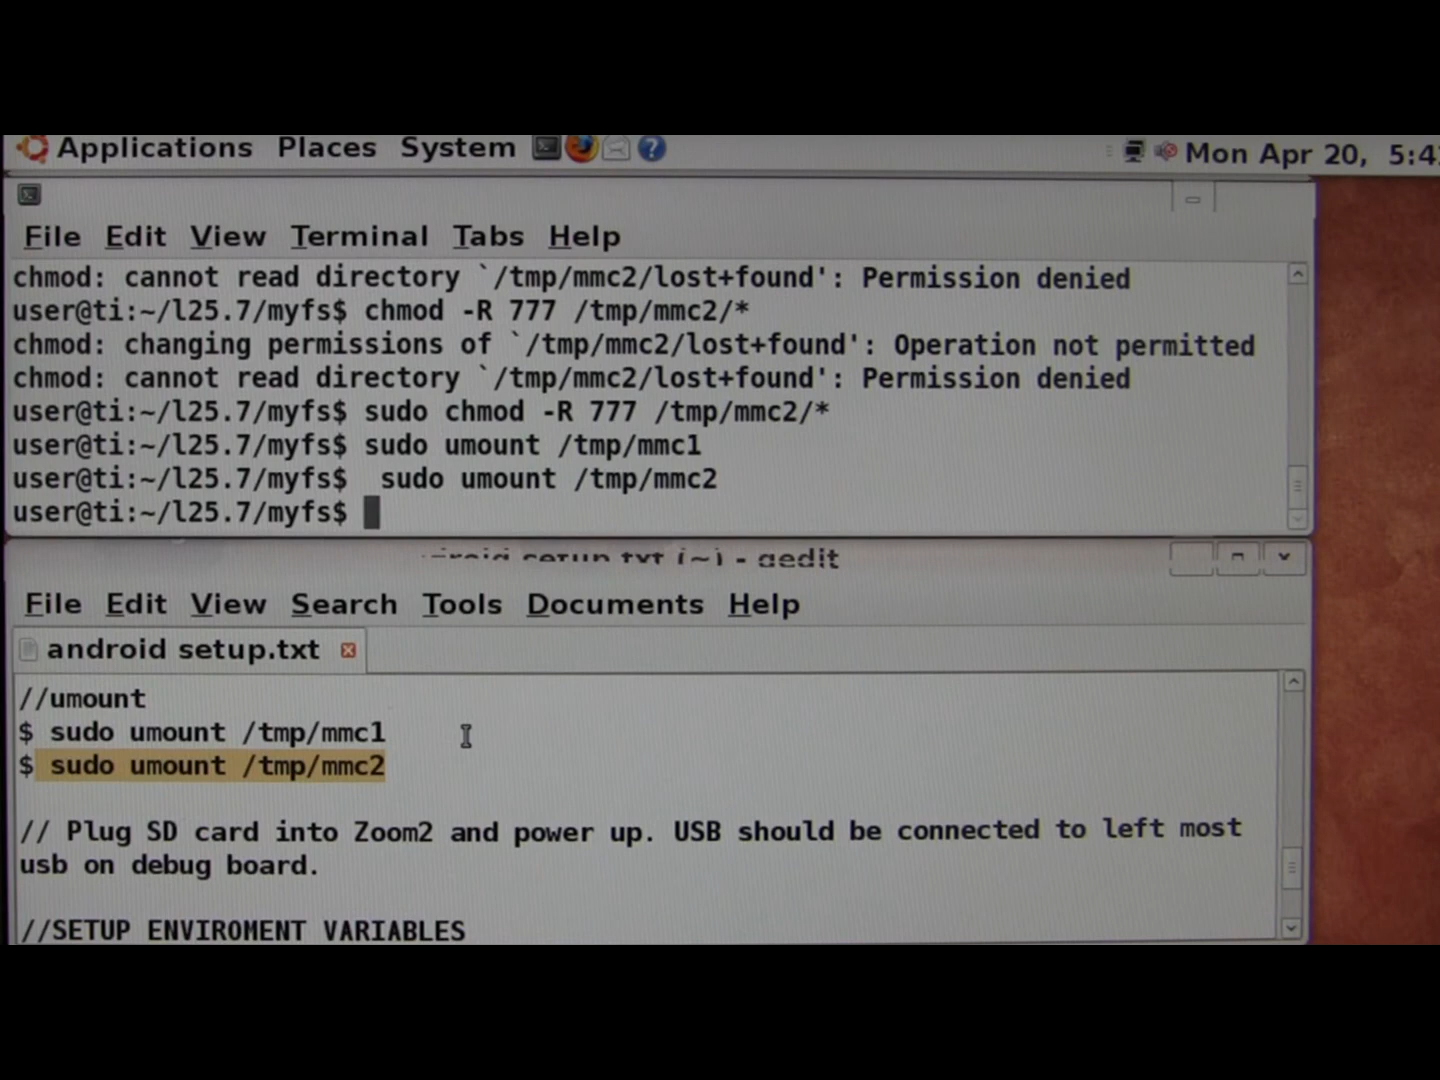 Applications Places System Mon Apr 20, 5:4
File Edit View Terminal Tabs Help
chmod: cannot read directory `/tmp/mmc2/lost+found': Permission denied
user@ti:~/l25.7/myfs$ chmod -R 777 /tmp/mmc2/*
chmod: changing permissions of `/tmp/mmc2/lost+found': Operation not permitted
chmod: cannot read directory `/tmp/mmc2/lost+found': Permission denied
user@ti:~/l25.7/myfs$ sudo chmod -R 777 /tmp/mmc2/*
user@ti:~/l25.7/myfs$ sudo umount /tmp/mmc1
user@ti:~/l25.7/myfs$  sudo umount /tmp/mmc2
user@ti:~/l25.7/myfs$
setup.txt (~) - gedit
File Edit View Search Tools Documents Help
android setup.txt
//umount
$ sudo umount /tmp/mmc1
$ sudo umount /tmp/mmc2
// Plug SD card into Zoom2 and power up. USB should be connected to left most
usb on debug board.
//SETUP ENVIROMENT VARIABLES